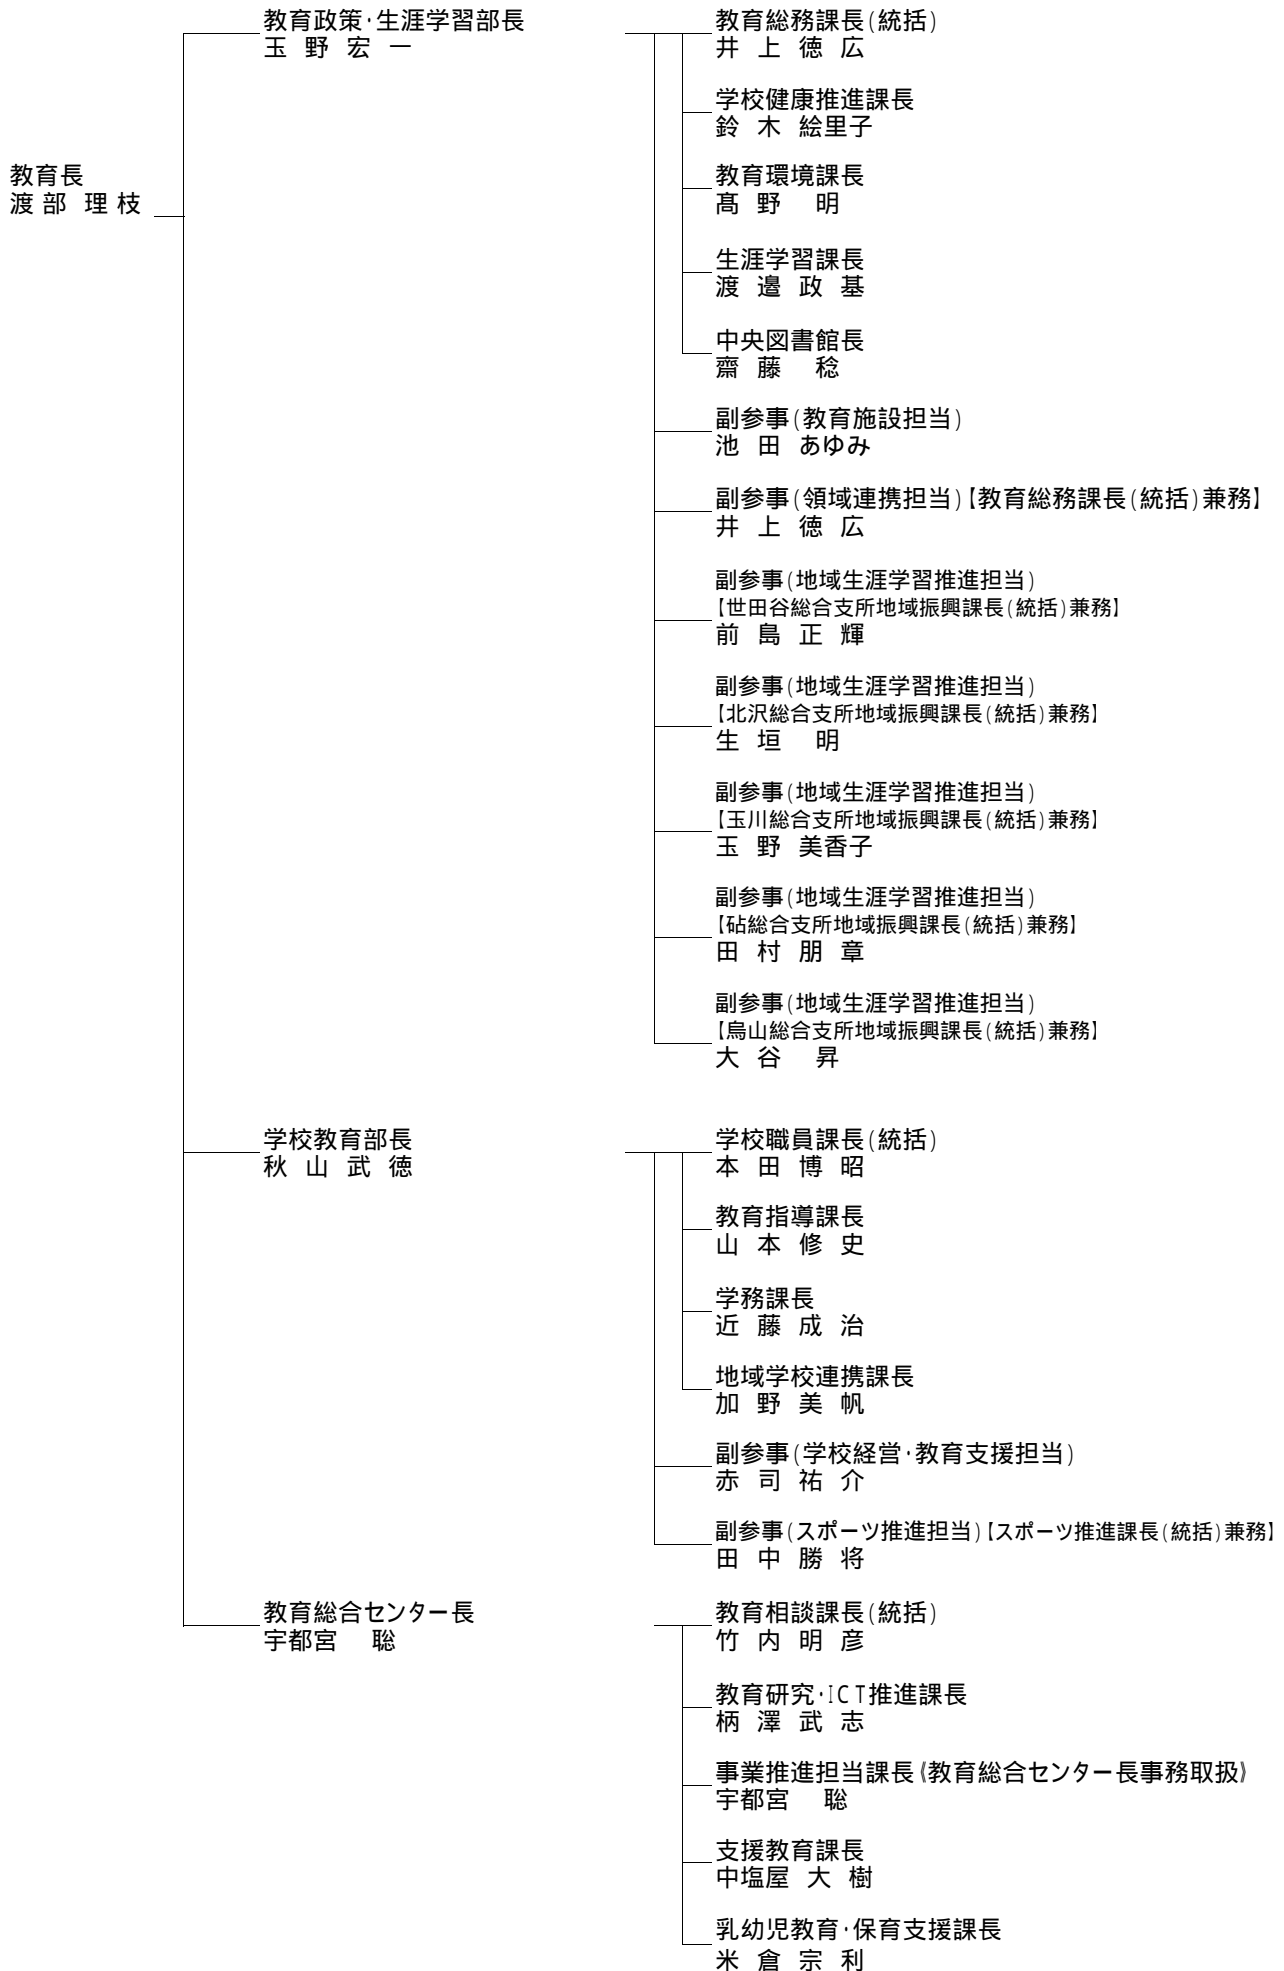 教育長
渡部 理枝
教育政策・生涯学習部長
玉野宏一
教育総務課長(統括)
井上徳広
学校健康推進課長
鈴木 絵里子
教育環境課長
髙野 明
生涯学習課長
渡邉政基
中央図書館長
齋藤 稔
副参事(教育施設担当)
池田 あゆみ
副参事(領域連携担当)【教育総務課長(統括)兼務】
井上徳広
副参事(地域生涯学習推進担当)
【世田谷総合支所地域振興課長(統括)兼務】
前島正輝
副参事(地域生涯学習推進担当)
【北沢総合支所地域振興課長(統括)兼務】
生垣 明
副参事(地域生涯学習推進担当)
【玉川総合支所地域振興課長(統括)兼務】
玉野 美香子
副参事(地域生涯学習推進担当)
【砧総合支所地域振興課長(統括)兼務】
田村朋章
副参事(地域生涯学習推進担当)
【烏山総合支所地域振興課長(統括)兼務】
大谷 昇
学校教育部長
秋山武徳
学校職員課長(統括)
本田博昭
教育指導課長
山本修史
学務課長
近藤成治
地域学校連携課長
加野美帆
副参事(学校経営・教育支援担当)
赤司祐介
副参事(スポーツ推進担当)【スポーツ推進課長(統括)兼務】
田中勝将
教育総合センター長
宇都宮 聡
教育相談課長(統括)
竹内明彦
教育研究・ICT推進課長
柄澤武志
事業推進担当課長《教育総合センター長事務取扱》
宇都宮 聡
支援教育課長
中塩屋 大樹
乳幼児教育・保育支援課長
米倉宗利